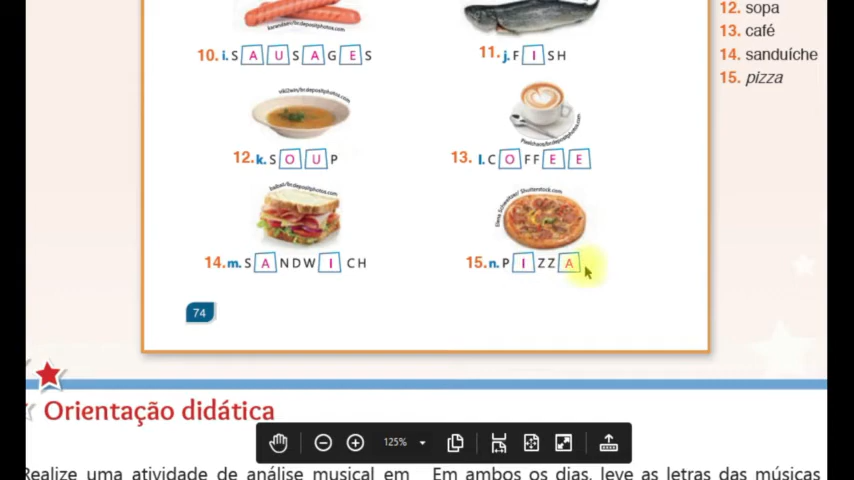 12. sopa
13. café
14. sanduíche
15. pizza
10. i. S A U S A G E S
11. j. F I S H
12. k. S O U P
13. l. C O F F E E
14. m. S A N D W I C H
15. n. P I Z Z A
74
Orientação didática
125%
Realize uma atividade de análise musical em
Em ambos os dias, leve as letras das músicas